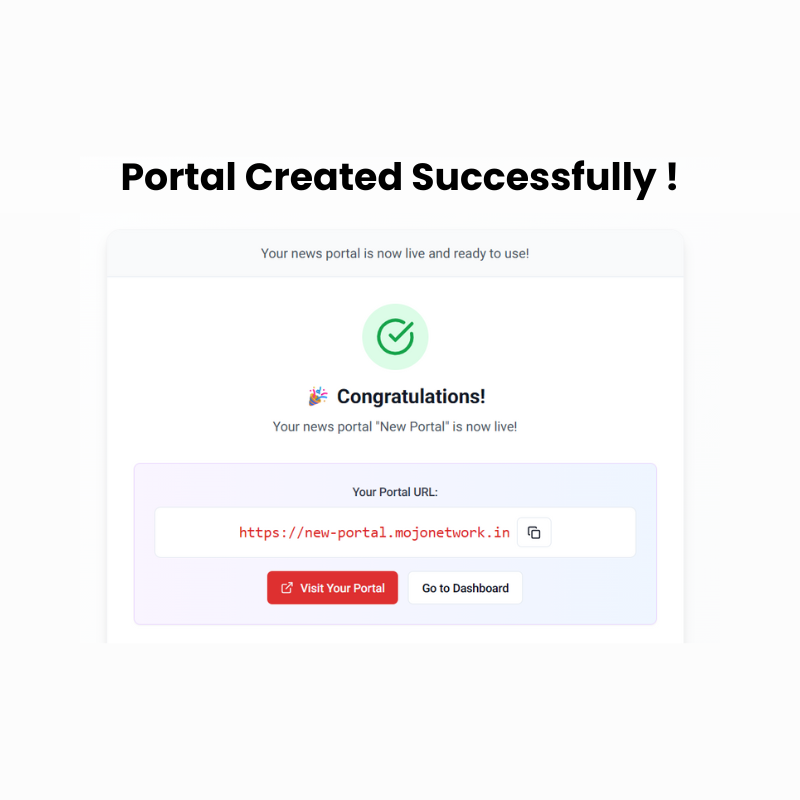 Portal Created Successfully !
Your news portal is now live and ready to use!
🎉 Congratulations!
Your news portal "New Portal" is now live!
Your Portal URL:
https://new-portal.mojonetwork.in
Visit Your Portal
Go to Dashboard